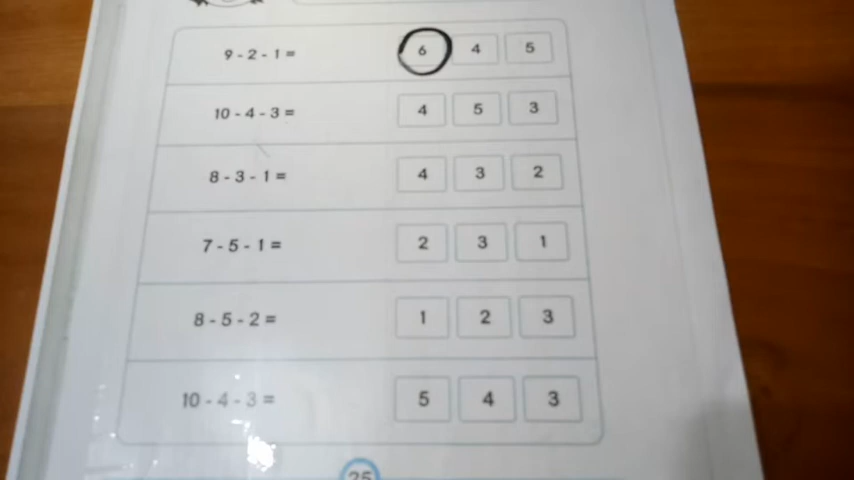 9 - 2 - 1 = 6 4 5
10 - 4 - 3 = 4 5 3
8 - 3 - 1 = 4 3 2
7 - 5 - 1 = 2 3 1
8 - 5 - 2 = 1 2 3
10 - 4 - 3 = 5 4 3
25